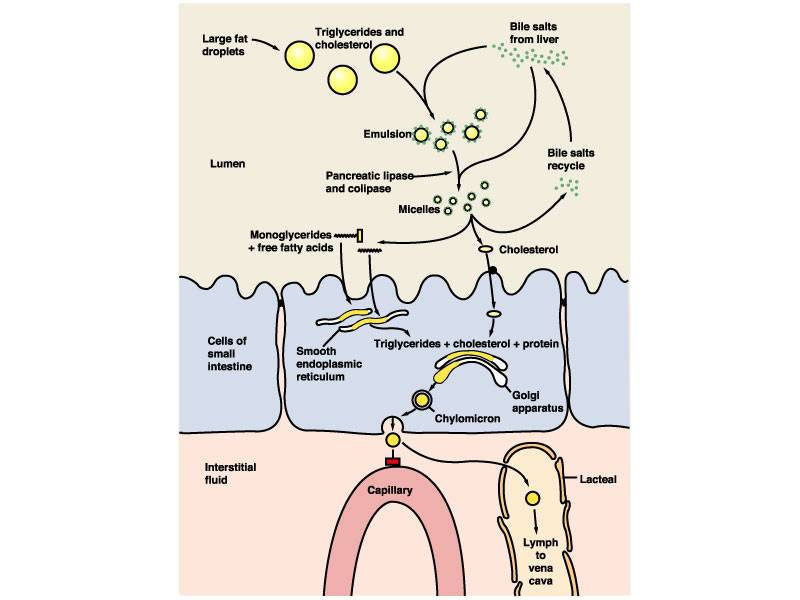 Large fat
droplets
Triglycerides and
cholesterol
Bile salts
from liver
Emulsion
Lumen
Bile salts
recycle
Pancreatic lipase
and colipase
Micelles
Monoglycerides
+ free fatty acids
Cholesterol
Cells of
small
intestine
Smooth
endoplasmic
reticulum
Triglycerides + cholesterol + protein
Golgi
apparatus
Chylomicron
Interstitial
fluid
Capillary
Lacteal
Lymph
to
vena
cava